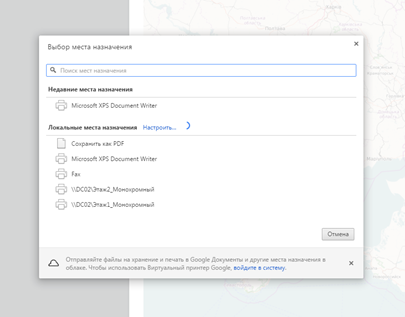 Выбор места назначения
Поиск мест назначения
Недавние места назначения
Microsoft XPS Document Writer
Локальные места назначения Настроить...
Сохранить как PDF
Microsoft XPS Document Writer
Fax
\\DC02\Этаж2_Монохромный
\\DC02\Этаж1_Монохромный
Отмена
Отправляйте файлы на хранение и печать в Google Документы и другие места назначения в
облаке. Чтобы использовать Виртуальный принтер Google, войдите в систему.